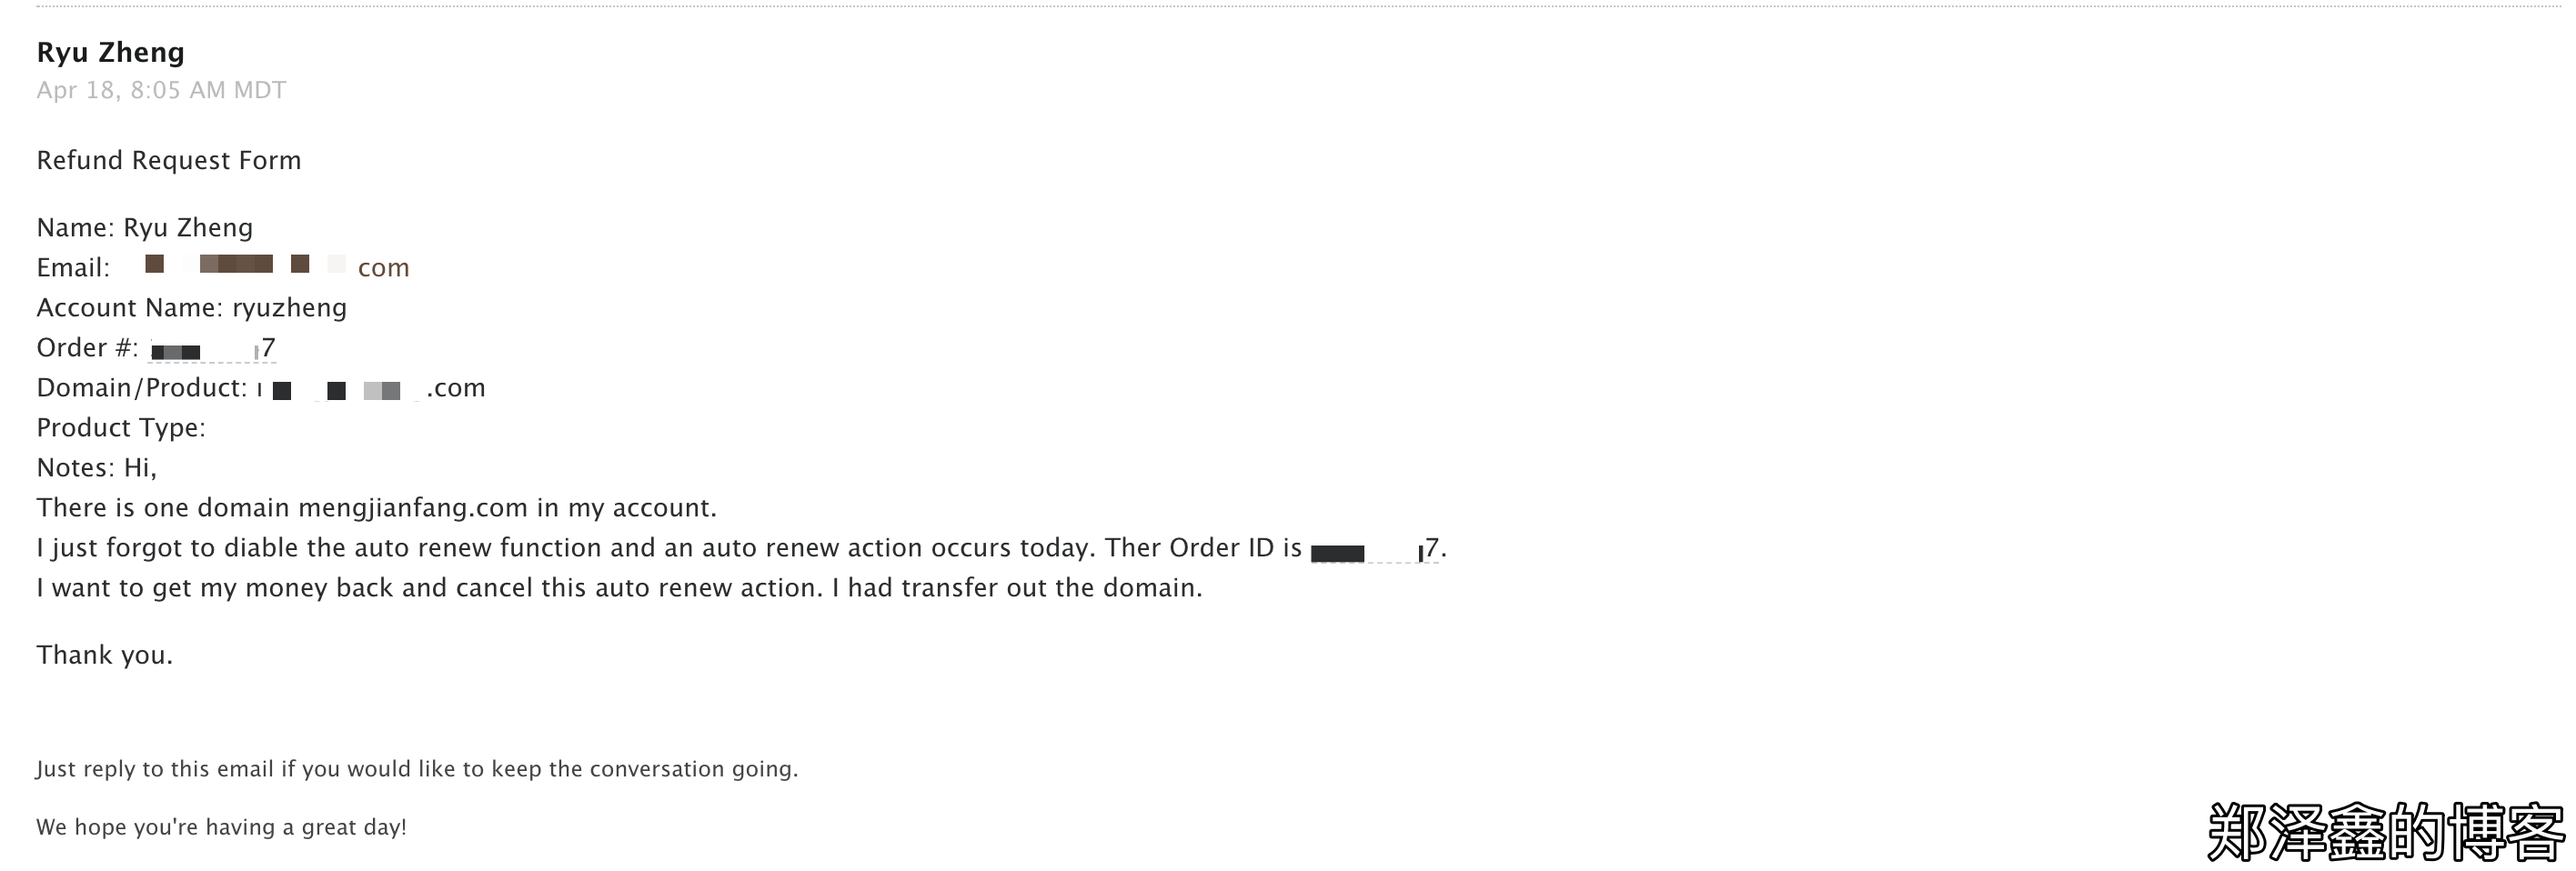 Ryu Zheng
Apr 18, 8:05 AM MDT
Refund Request Form
Name: Ryu Zheng
Email: com
Account Name: ryuzheng
Order #: 7
Domain/Product: .com
Product Type:
Notes: Hi,
There is one domain mengjianfang.com in my account.
I just forgot to diable the auto renew function and an auto renew action occurs today. Ther Order ID is 7.
I want to get my money back and cancel this auto renew action. I had transfer out the domain.
Thank you.
Just reply to this email if you would like to keep the conversation going.
We hope you're having a great day!
郑泽鑫的博客